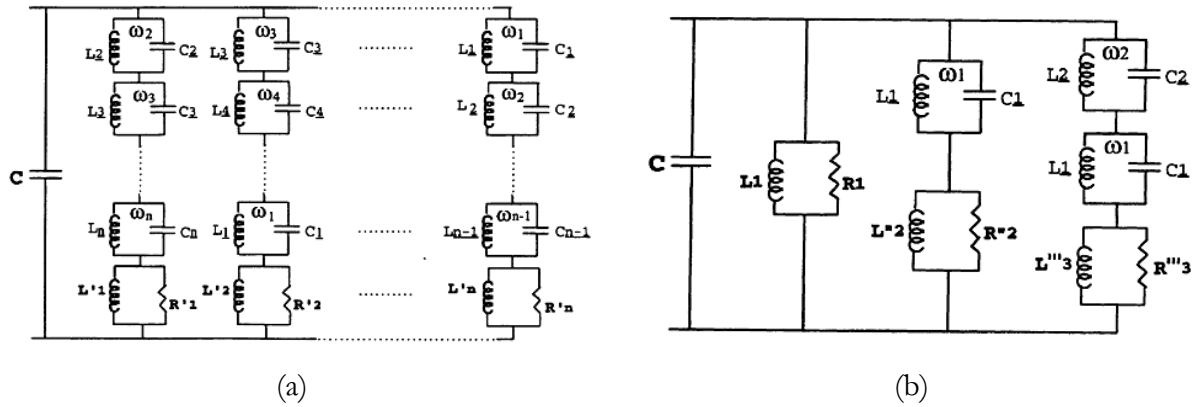 ω2 ω3 ω1
L2 C2 L3 C3 L1 C1
ω3 ω4 ω2
L3 C3 L4 C4 L2 C2
C
ωn ω1 ωn-1
Ln Cn L1 C1 Ln-1 Cn-1
L'1 R'1 L'2 R'2 L'n R'n
(a)
ω2
L2 C2
ω1
L1 C1
ω1
C L1 R1 L1 C1
L"2 R"2
L'''3 R'''3
(b)